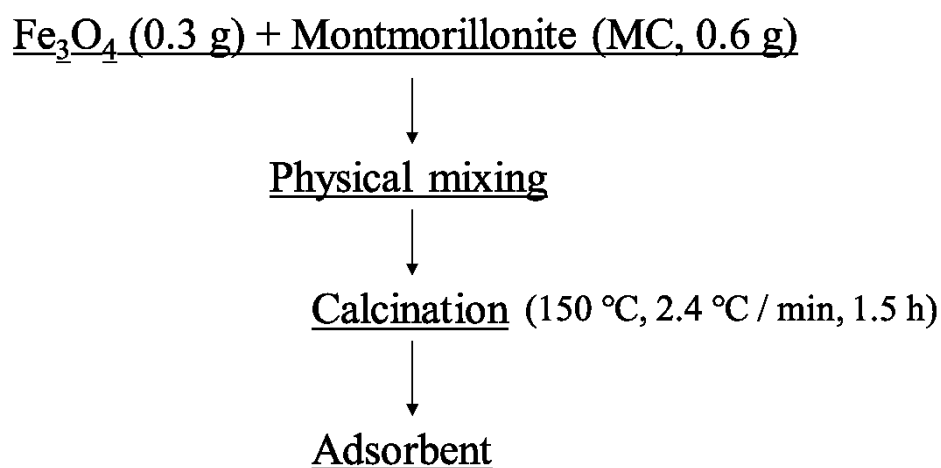 Fe₃O₄ (0.3 g) + Montmorillonite (MC, 0.6 g)
Physical mixing
Calcination (150 °C, 2.4 °C / min, 1.5 h)
Adsorbent